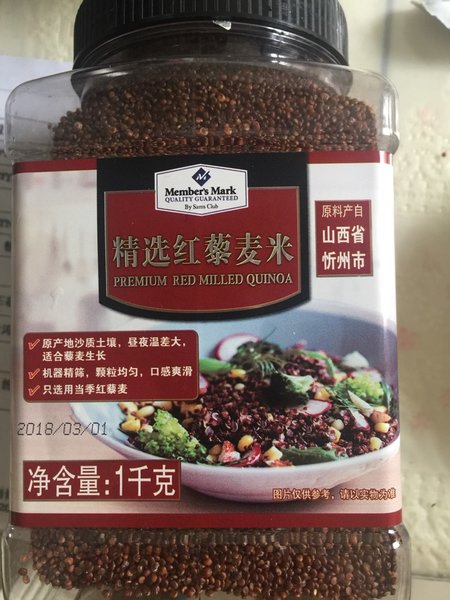 Member's Mark
QUALITY GUARANTEED
By Sam's Club
精选红藜麦米
PREMIUM RED MILLED QUINOA
原料产自
山西省
忻州市
原产地沙质土壤，昼夜温差大，
适合藜麦生长
机器精筛，颗粒均匀，口感爽滑
只选用当季红藜麦
2018/03/01
净含量:1千克
图片仅供参考，请以实物为准